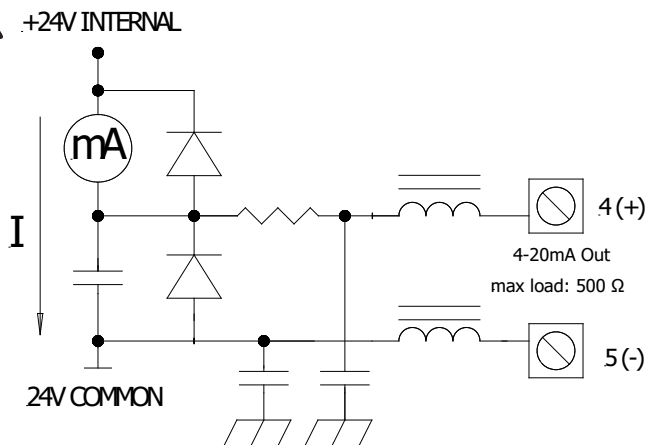 +24V INTERNAL
mA
4(+)
I
4-20mA Out
max load: 500 Ω
5(-)
24V COMMON